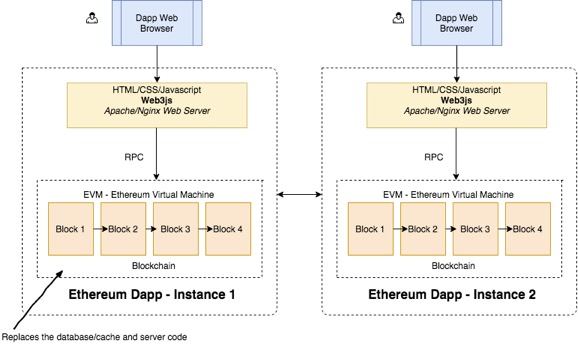 Dapp Web
Browser
HTML/CSS/Javascript
Web3js
Apache/Nginx Web Server
RPC
EVM - Ethereum Virtual Machine
Block 1
Block 2
Block 3
Block 4
Blockchain
Ethereum Dapp - Instance 1
Replaces the database/cache and server code
Dapp Web
Browser
HTML/CSS/Javascript
Web3js
Apache/Nginx Web Server
RPC
EVM - Ethereum Virtual Machine
Block 1
Block 2
Block 3
Block 4
Blockchain
Ethereum Dapp - Instance 2